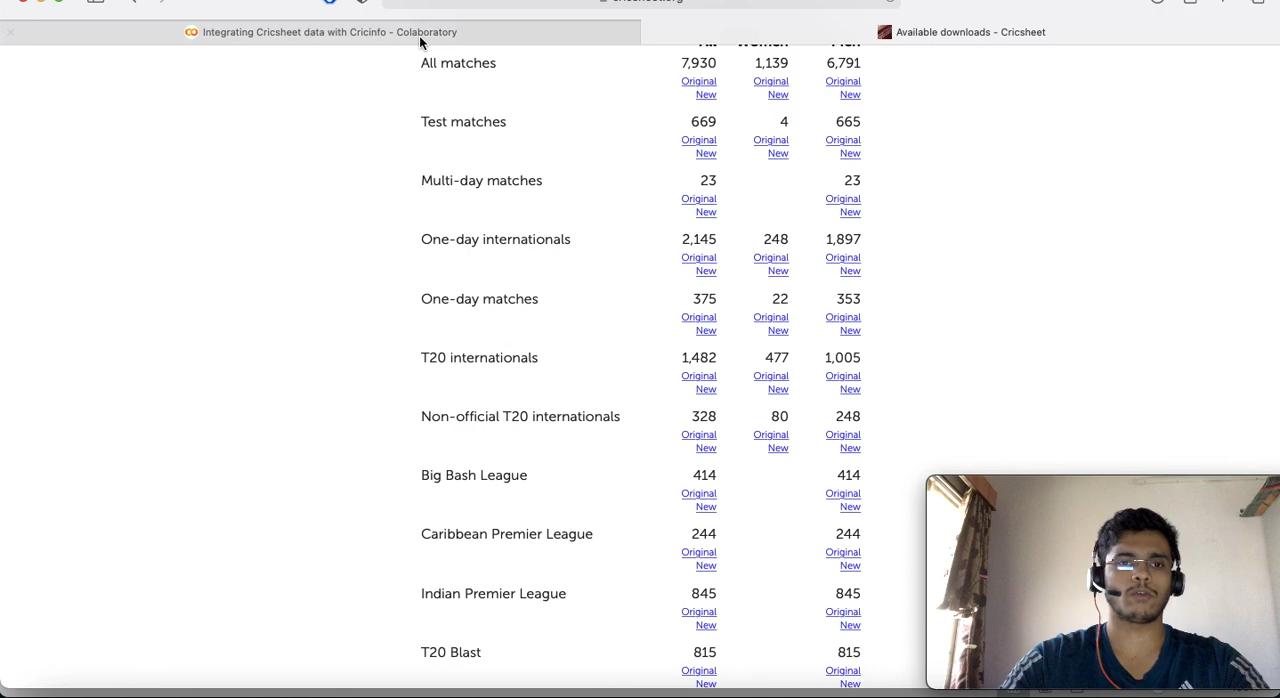 Integrating Cricsheet data with Cricinfo - Colaboratory
Available downloads - Cricsheet
All matches 7,930 1,139 6,791
Original Original Original
New New New
Test matches 669 4 665
Original Original Original
New New New
Multi-day matches 23 23
Original Original
New New
One-day internationals 2,145 248 1,897
Original Original Original
New New New
One-day matches 375 22 353
Original Original Original
New New New
T20 internationals 1,482 477 1,005
Original Original Original
New New New
Non-official T20 internationals 328 80 248
Original Original Original
New New New
Big Bash League 414 414
Original Original
New New
Caribbean Premier League 244 244
Original Original
New New
Indian Premier League 845 845
Original Original
New New
T20 Blast 815 815
Original Original
New New